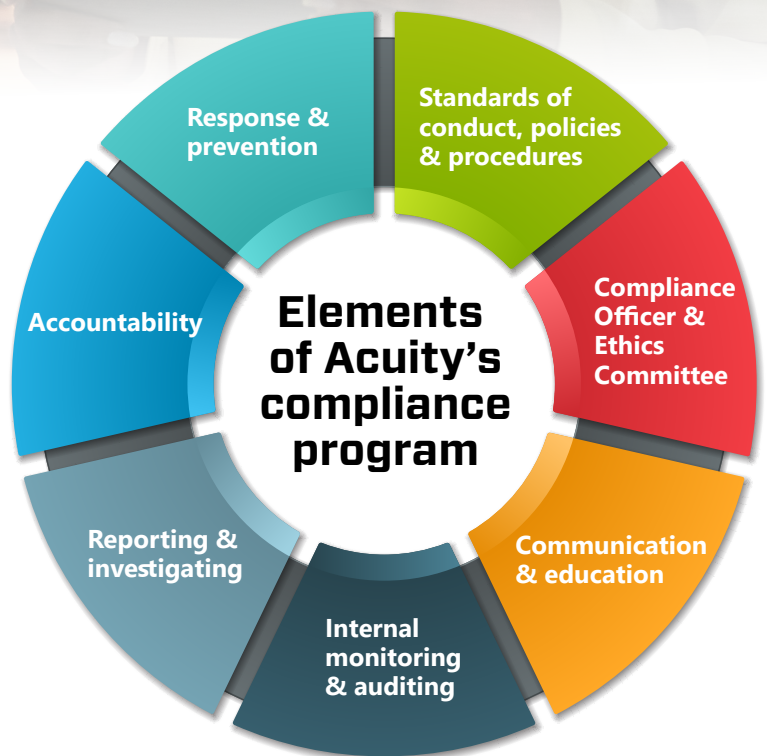 Elements
of Acuity's
compliance
program
Standards of
conduct, policies
& procedures
Compliance
Officer &
Ethics
Committee
Communication
& education
Internal
monitoring
& auditing
Reporting &
investigating
Accountability
Response &
prevention